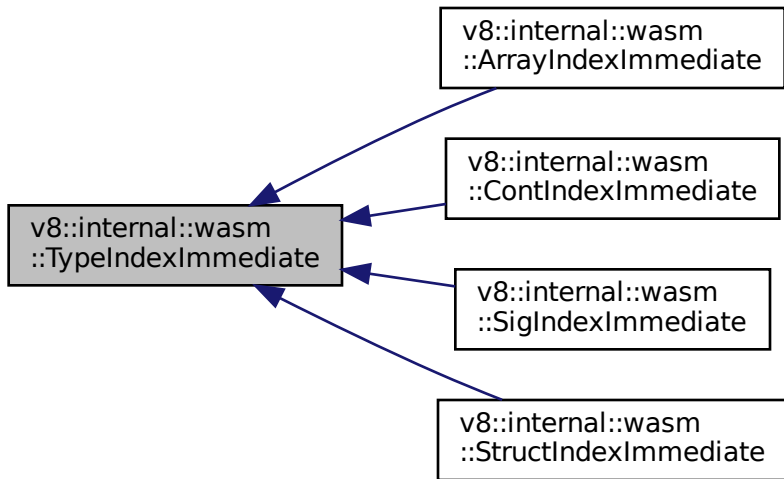 v8::internal::wasm
::ArrayIndexImmediate
v8::internal::wasm
::ContIndexImmediate
v8::internal::wasm
::TypeIndexImmediate
v8::internal::wasm
::SigIndexImmediate
v8::internal::wasm
::StructIndexImmediate